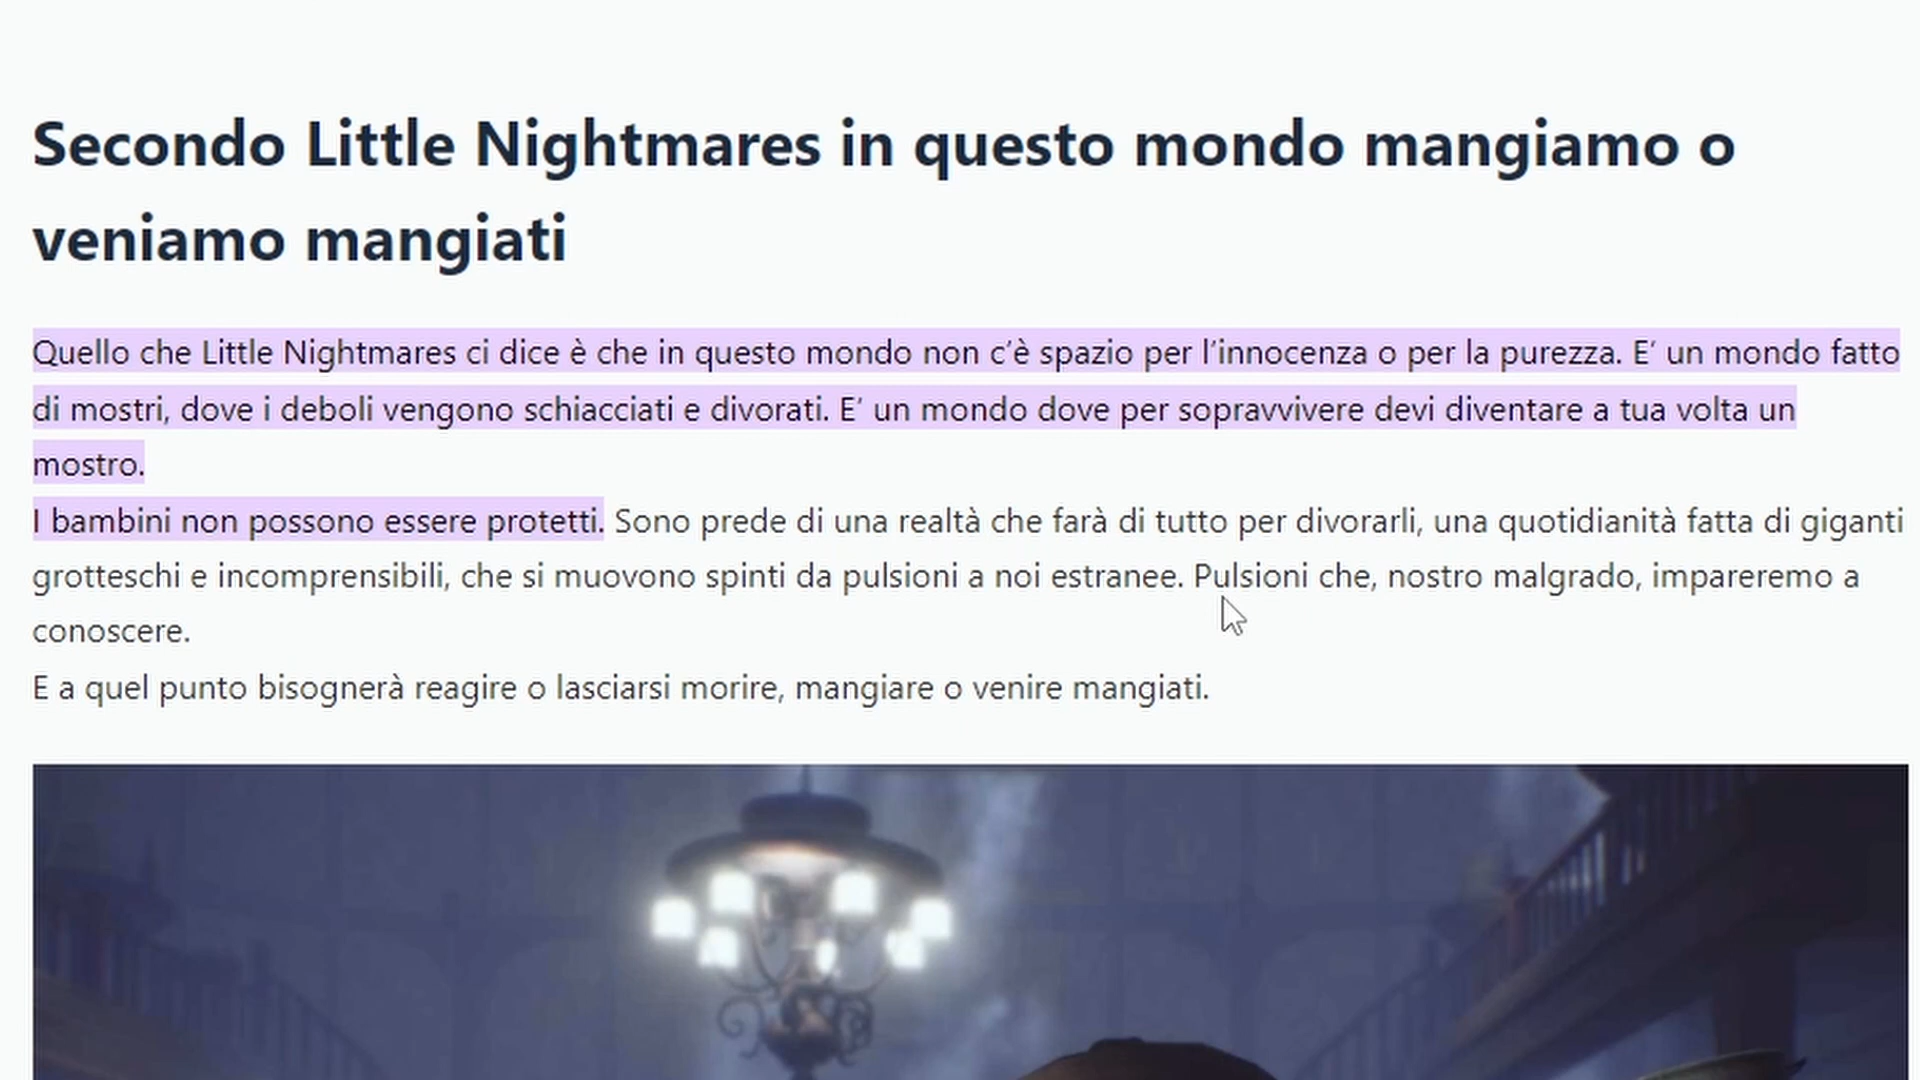 Secondo Little Nightmares in questo mondo mangiamo o
veniamo mangiati
Quello che Little Nightmares ci dice è che in questo mondo non c’è spazio per l’innocenza o per la purezza. E’ un mondo fatto
di mostri, dove i deboli vengono schiacciati e divorati. E’ un mondo dove per sopravvivere devi diventare a tua volta un
mostro.
I bambini non possono essere protetti. Sono prede di una realtà che farà di tutto per divorarli, una quotidianità fatta di giganti
grotteschi e incomprensibili, che si muovono spinti da pulsioni a noi estranee. Pulsioni che, nostro malgrado, impareremo a
conoscere.
E a quel punto bisognerà reagire o lasciarsi morire, mangiare o venire mangiati.